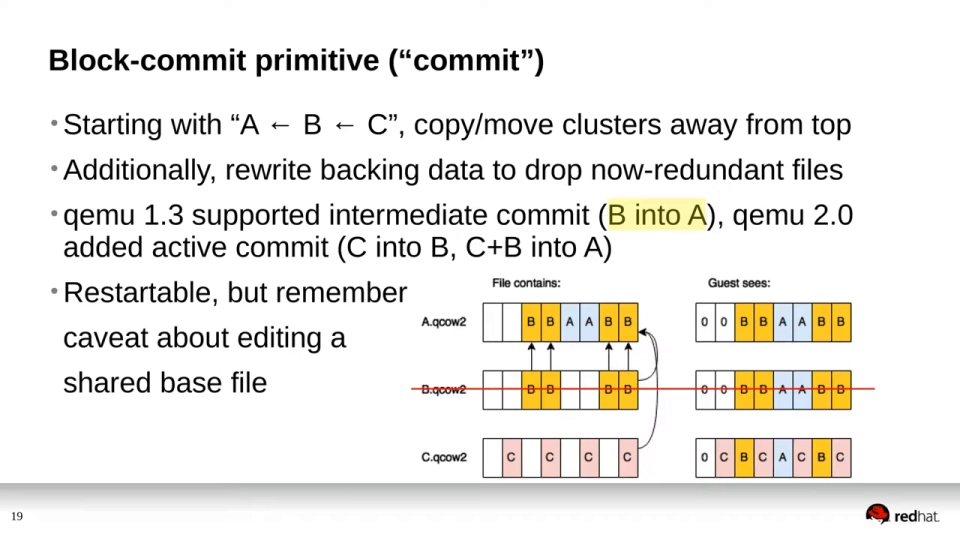 Block-commit primitive (“commit”)
•Starting with “A ← B ← C”, copy/move clusters away from top
•Additionally, rewrite backing data to drop now-redundant files
•qemu 1.3 supported intermediate commit (B into A), qemu 2.0
added active commit (C into B, C+B into A)
•Restartable, but remember
caveat about editing a
shared base file
File contains: Guest sees:
A.qcow2 B B A A B B 0 0 B B A A B B
B.qcow2 B B B B 0 0 B B A A B B
C.qcow2 C C C C 0 C B C A C B C
19 redhat.